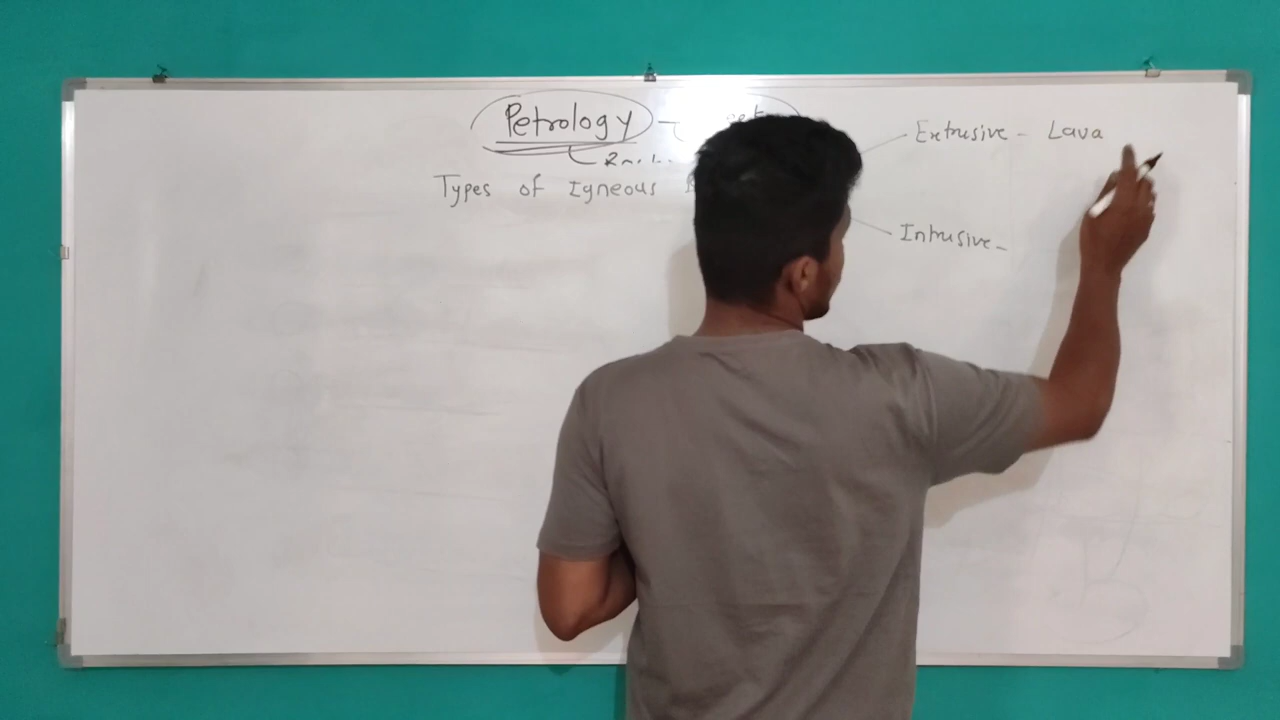 Petrology -
Types of Igneous
Extrusive - Lava
Intrusive -